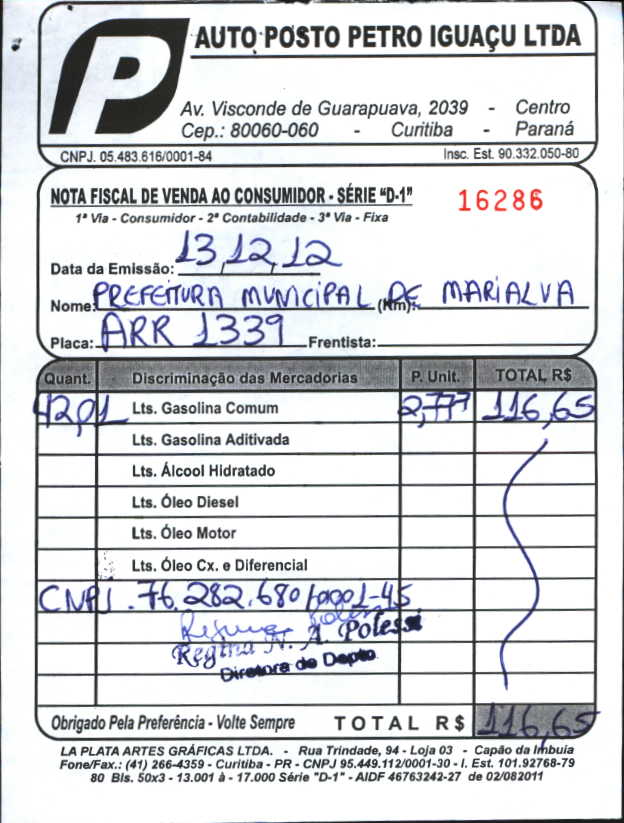 P
AUTO POSTO PETRO IGUAÇU LTDA
Av. Visconde de Guarapuava, 2039 - Centro
Cep.: 80060-060 - Curitiba - Paraná
CNPJ. 05.483.616/0001-84 Insc. Est. 90.332.050-80
NOTA FISCAL DE VENDA AO CONSUMIDOR - SÉRIE "D-1" 16286
1ª Via - Consumidor - 2ª Contabilidade - 3ª Via - Fixa
Data da Emissão: 13/12/12
Nome: PREFEITURA MUNICIPAL (Km): DE MARIALVA
Placa: ARR 1339 Frentista:
Quant. Discriminação das Mercadorias P. Unit. TOTAL R$
42,01 Lts. Gasolina Comum 2,777 116,65
Lts. Gasolina Aditivada
Lts. Álcool Hidratado
Lts. Óleo Diesel
Lts. Óleo Motor
Lts. Óleo Cx. e Diferencial
CNPJ. 76.282.680/0001-45
Regina N. A. Polessi
Diretora de Depto
Obrigado Pela Preferência - Volte Sempre TOTAL R$ 116,65
LA PLATA ARTES GRÁFICAS LTDA. - Rua Trindade, 94 - Loja 03 - Capão da Imbuia
Fone/Fax.: (41) 266-4359 - Curitiba - PR - CNPJ 95.449.112/0001-30 - I. Est. 101.92768-79
80 Bls. 50x3 - 13.001 à - 17.000 Série "D-1" - AIDF 46763242-27 de 02/082011